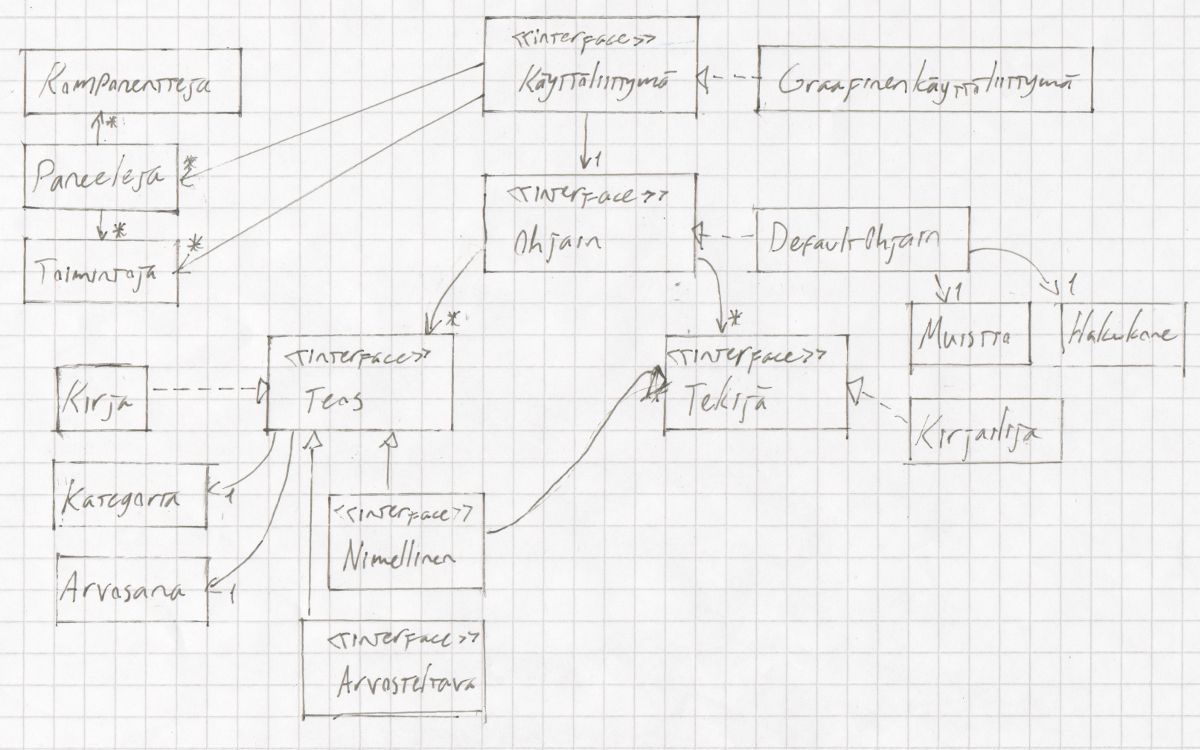 <<interface>>
Käyttöliittymä
Komponentteja
Graafinenkäyttöliittymä
*
Paneeleja
*
1
<<interface>>
Ohjain
*
*
Toimintoja
DefaultOhjain
1
1
*
*
Muistio
Hakukone
<<interface>>
Teos
<<interface>>
Tekijä
Kirja
Kirjailija
Kategoria
1
<<interface>>
Nimellinen
Arvosana
1
<<interface>>
Arvosteltava